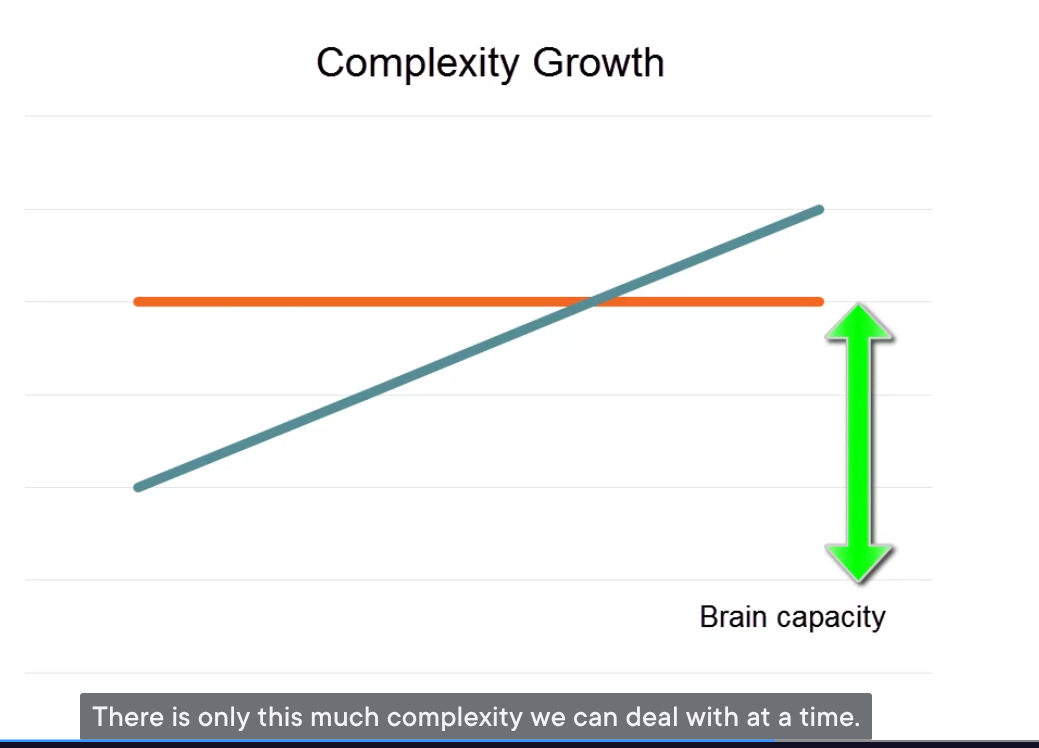 Complexity Growth
Brain capacity
There is only this much complexity we can deal with at a time.